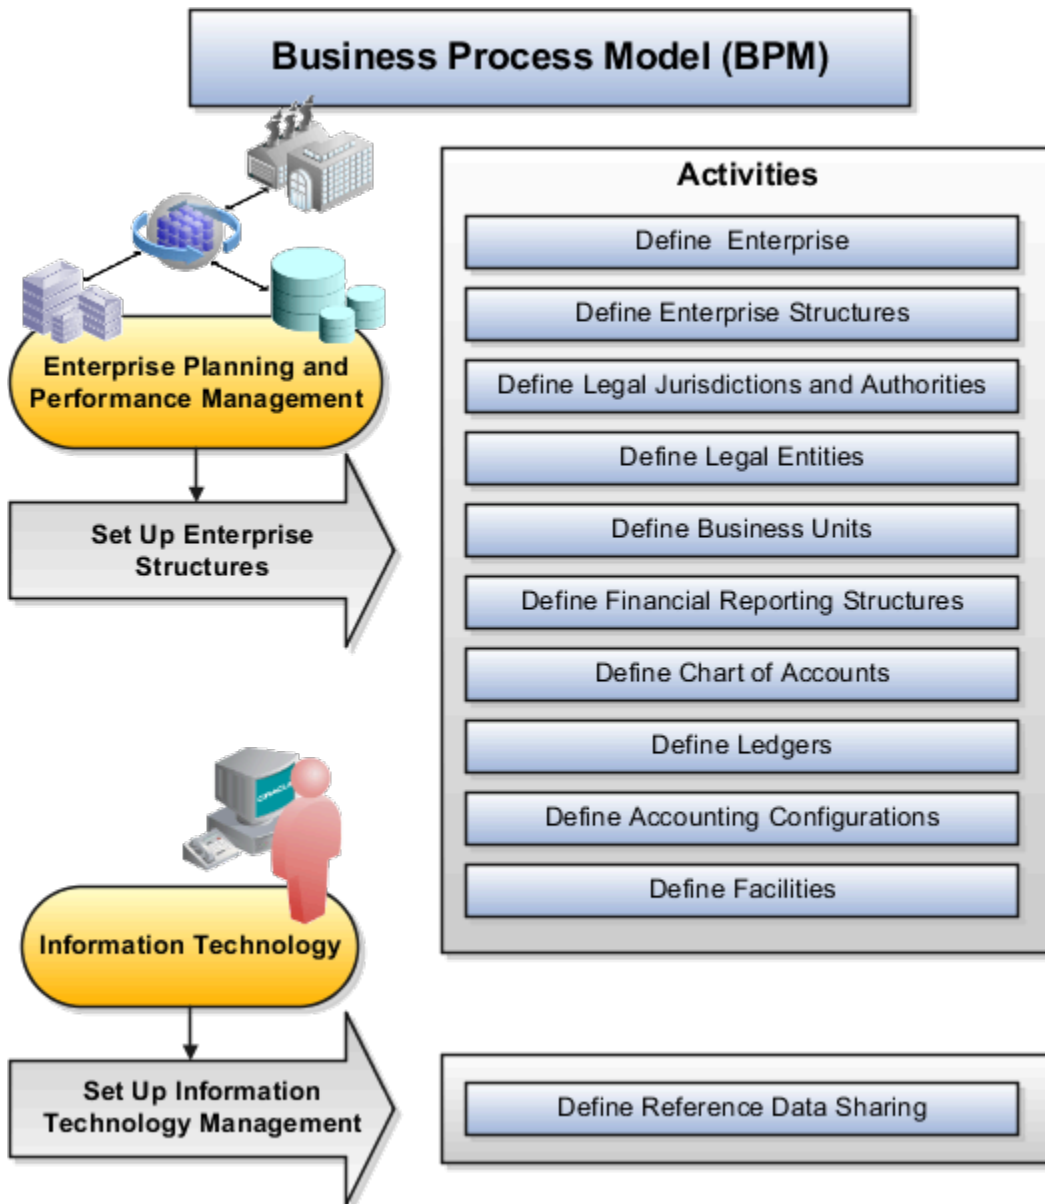 Business Process Model (BPM)
Activities
Define Enterprise
Define Enterprise Structures
Define Legal Jurisdictions and Authorities
Define Legal Entities
Define Business Units
Define Financial Reporting Structures
Define Chart of Accounts
Define Ledgers
Define Accounting Configurations
Define Facilities
Enterprise Planning and
Performance Management
Set Up Enterprise
Structures
Information Technology
Set Up Information
Technology Management
Define Reference Data Sharing